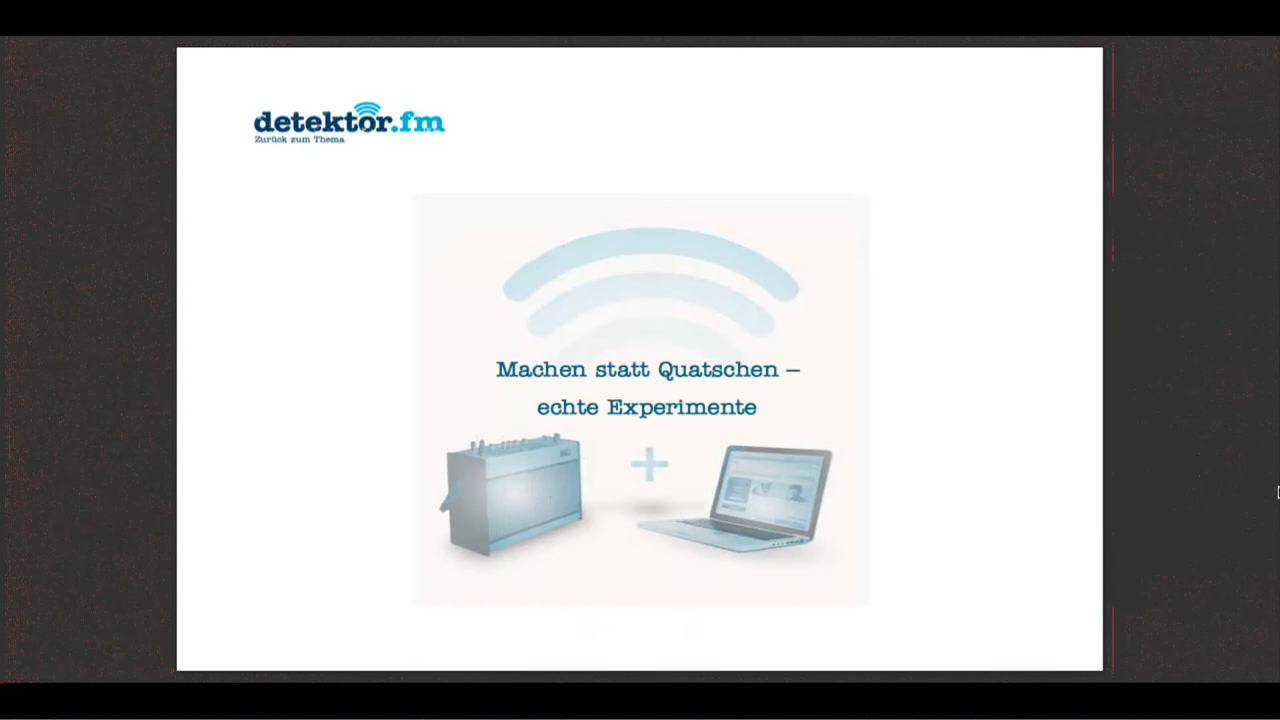 detektor.fm
Zurück zum Thema
Machen statt Quatschen –
echte Experimente